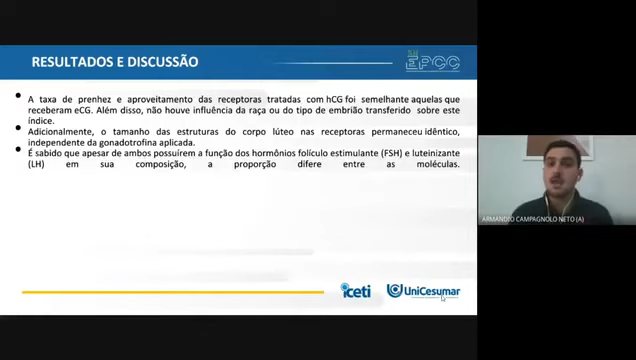 RESULTADOS E DISCUSSÃO
EPCC
• A taxa de prenhez e aproveitamento das receptoras tratadas com hCG foi semelhante aquelas que
receberam eCG. Além disso, não houve influência da raça ou do tipo de embrião transferido sobre este
índice.
• Adicionalmente, o tamanho das estruturas do corpo lúteo nas receptoras permaneceu idêntico,
independente da gonadotrofina aplicada.
• É sabido que apesar de ambos possuírem a função dos hormônios folículo estimulante (FSH) e luteinizante
(LH) em sua composição, a proporção difere entre as moléculas.
ARMANDIO CAMPAGNOLO NETO (A)
iceti
UniCesumar